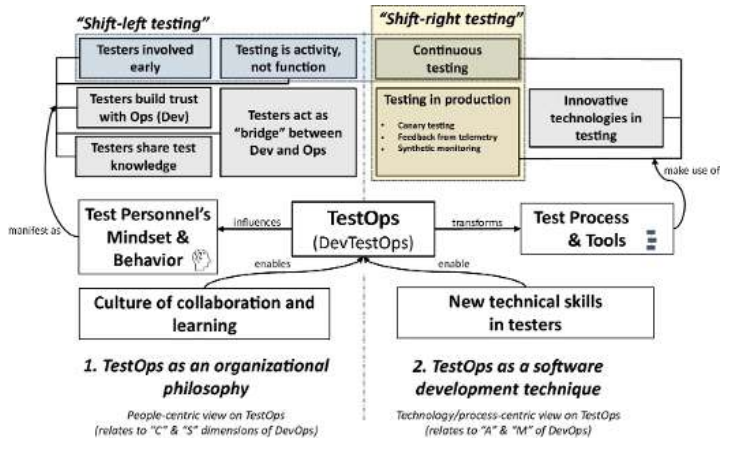 “Shift-left testing”
“Shift-right testing”
Testers involved
early
Testing is activity,
not function
Continuous
testing
Testers build trust
with Ops (Dev)
Testers act as
“bridge” between
Dev and Ops
Testing in production
• Canary testing
• Feedback from telemetry
• Synthetic monitoring
Innovative
technologies in
testing
Testers share test
knowledge
make use of
manifest as
Test Personnel’s
Mindset &
Behavior
influences
TestOps
(DevTestOps)
transforms
Test Process
& Tools
enables
enable
Culture of collaboration and
learning
New technical skills
in testers
1. TestOps as an organizational
philosophy
2. TestOps as a software
development technique
People-centric view on TestOps
(relates to “C” & “S” dimensions of DevOps)
Technology/process-centric view on TestOps
(relates to “A” & “M” of DevOps)